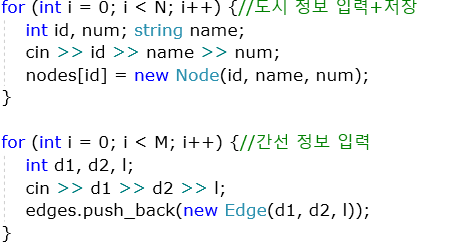 for (int i = 0; i < N; i++) {//도시 정보 입력+저장
int id, num; string name;
cin >> id >> name >> num;
nodes[id] = new Node(id, name, num);
}
for (int i = 0; i < M; i++) {//간선 정보 입력
int d1, d2, l;
cin >> d1 >> d2 >> l;
edges.push_back(new Edge(d1, d2, l));
}